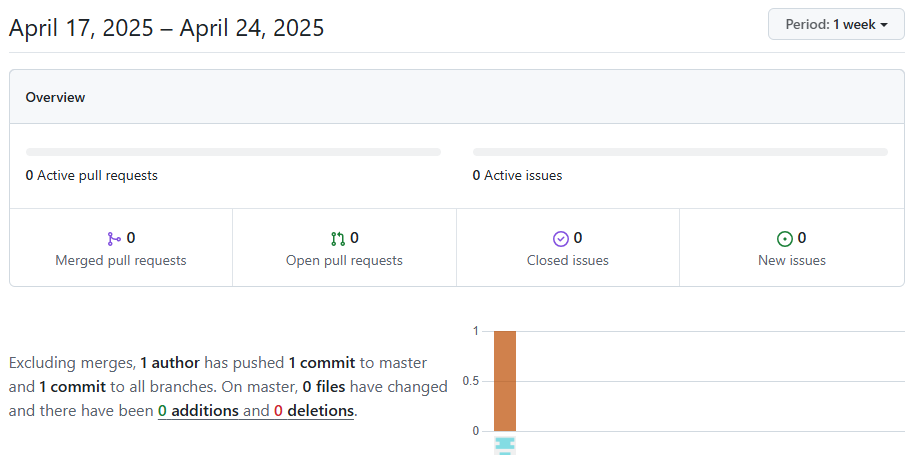 April 17, 2025 – April 24, 2025
Period: 1 week
Overview
0 Active pull requests
0 Active issues
0
Merged pull requests
0
Open pull requests
0
Closed issues
0
New issues
Excluding merges, 1 author has pushed 1 commit to master
and 1 commit to all branches. On master, 0 files have changed
and there have been 0 additions and 0 deletions.
1
0.5
0